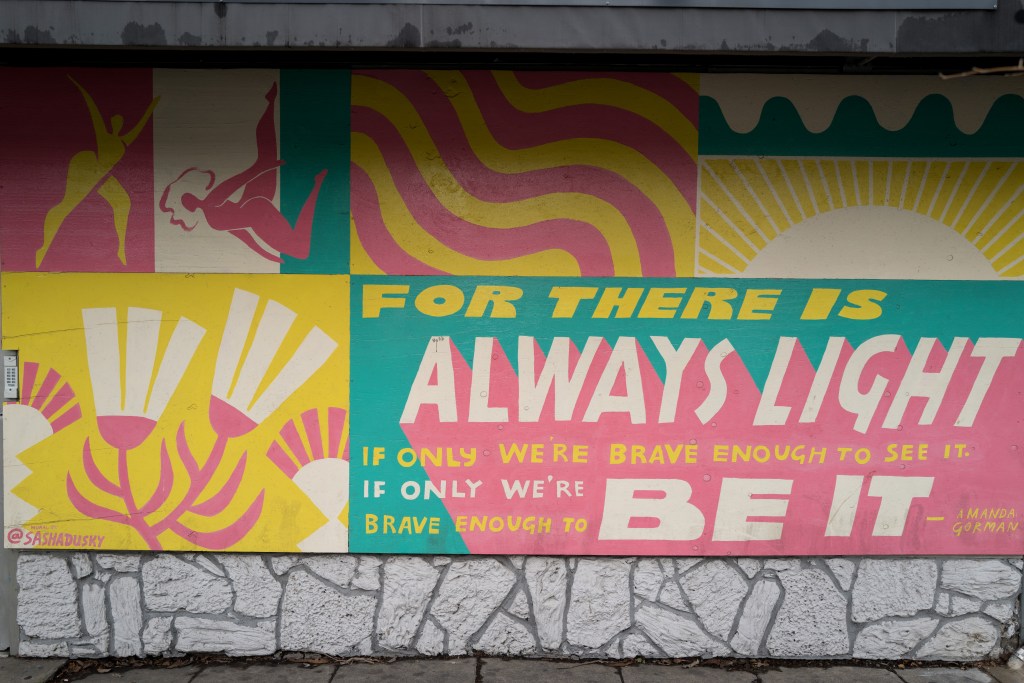 FOR THERE IS
ALWAYS LIGHT
IF ONLY WE'RE BRAVE ENOUGH TO SEE IT.
IF ONLY WE'RE
BRAVE ENOUGH TO BE IT – AMANDA
GORMAN
@SASHADUSKY